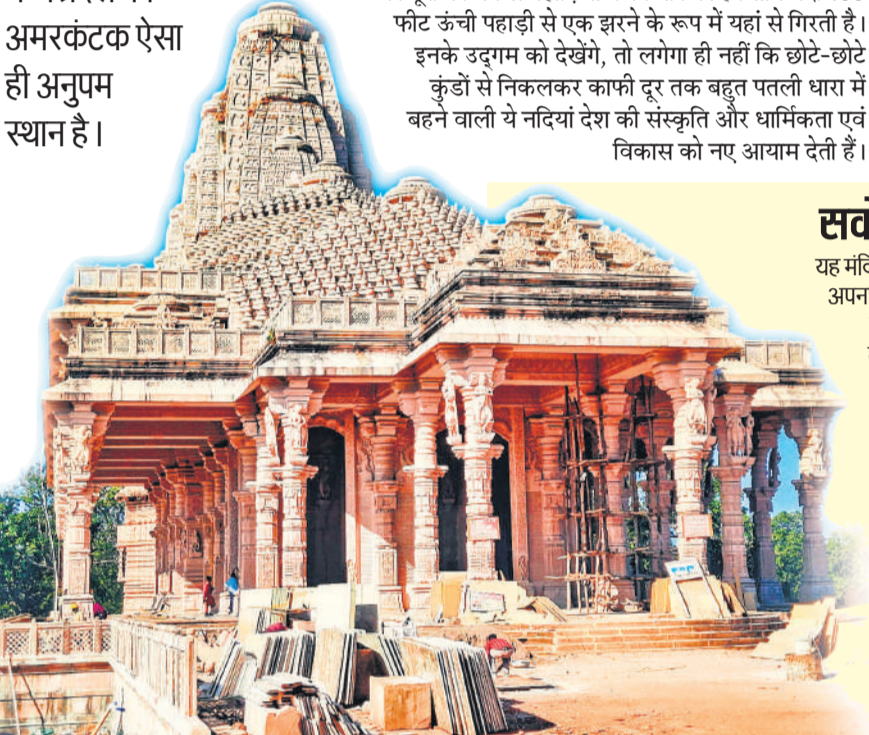 अमरकंटक ऐसा
ही अनुपम
स्थान है।
फीट ऊंची पहाड़ी से एक झरने के रूप में यहां से गिरती है।
इनके उद्गम को देखेंगे, तो लगेगा ही नहीं कि छोटे-छोटे
कुंडों से निकलकर काफी दूर तक बहुत पतली धारा में
बहने वाली ये नदियां देश की संस्कृति और धार्मिकता एवं
विकास को नए आयाम देती हैं।
यह
अपन